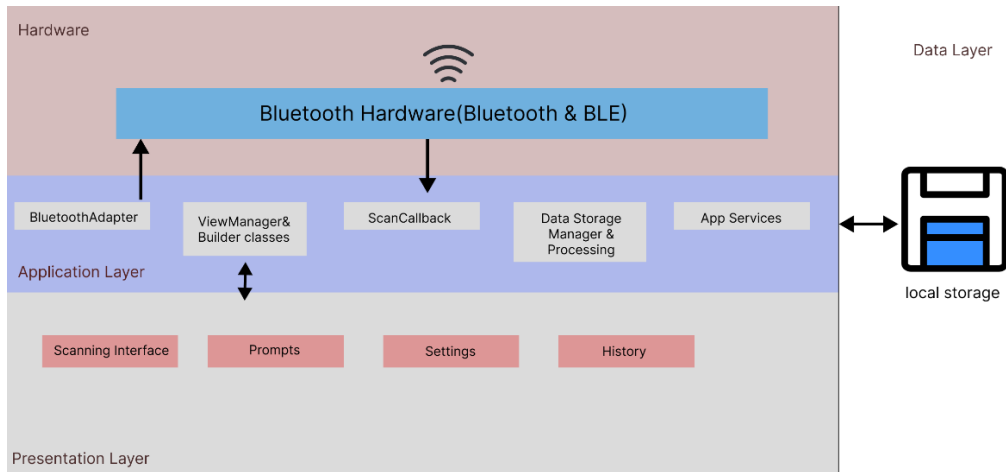 Hardware
Data Layer
Bluetooth Hardware(Bluetooth & BLE)
BluetoothAdapter
ViewManager&
Builder classes
ScanCallback
Data Storage
Manager &
Processing
App Services
Application Layer
local storage
Scanning Interface
Prompts
Settings
History
Presentation Layer